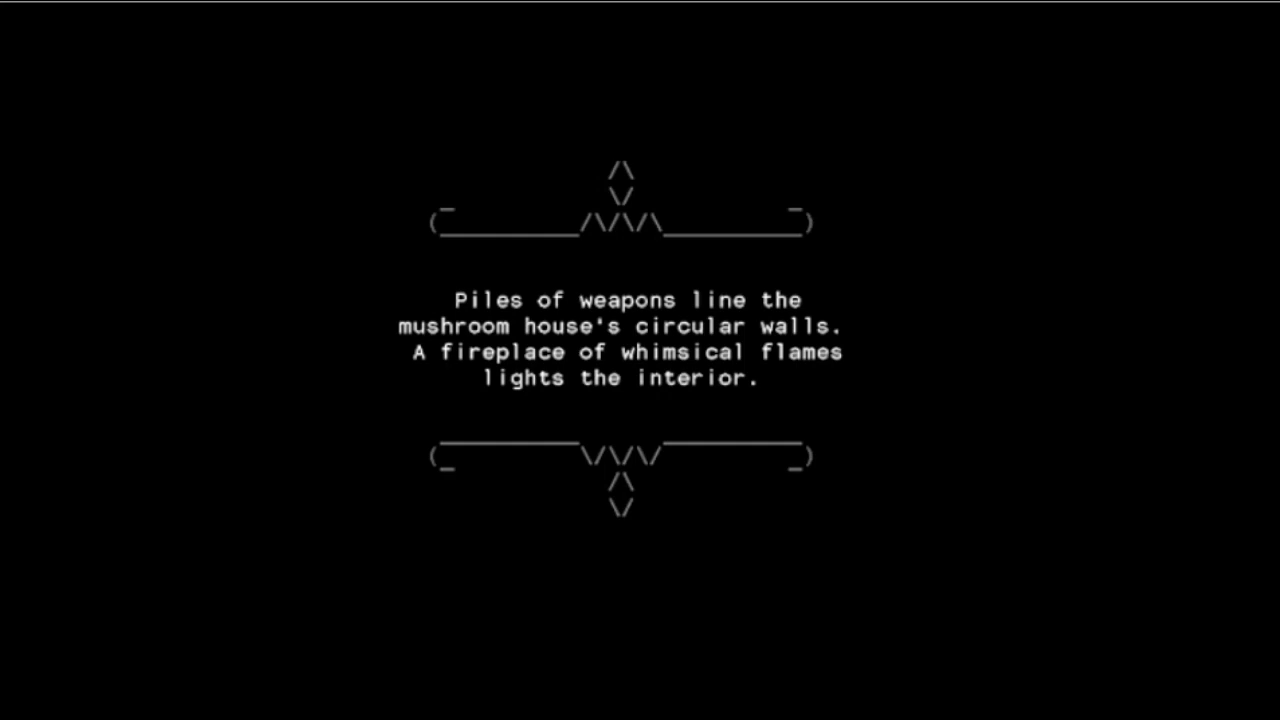 Piles of weapons line the
mushroom house's circular walls.
A fireplace of whimsical flames
lights the interior.